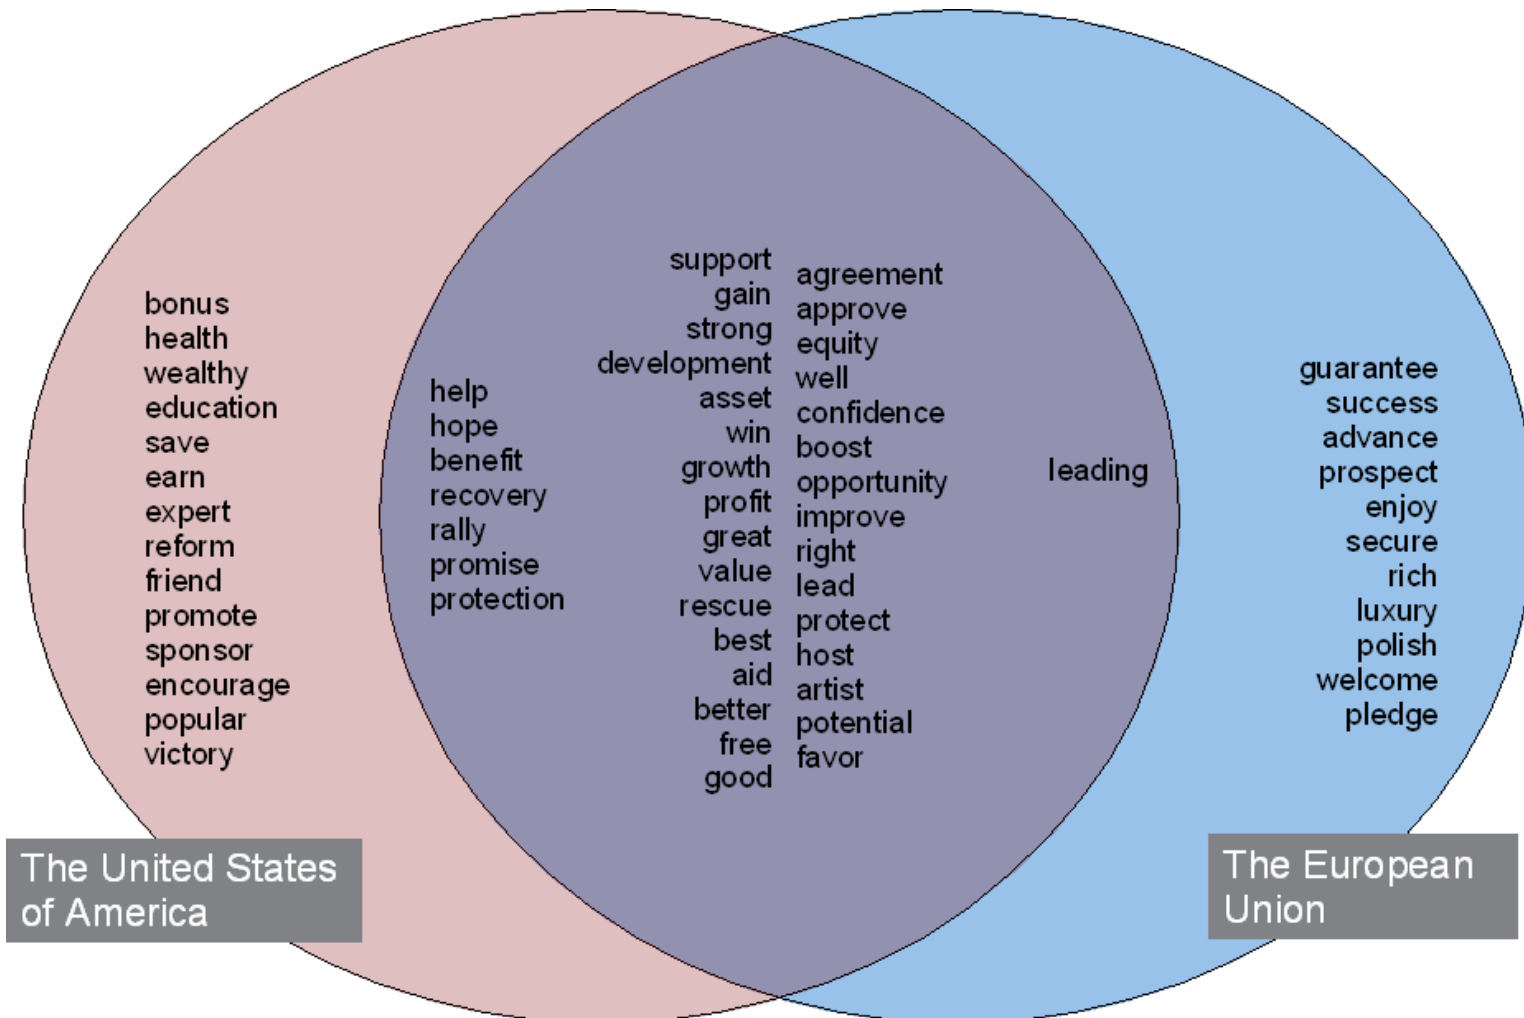 bonus
health
wealthy
education
save
earn
expert
reform
friend
promote
sponsor
encourage
popular
victory
help
hope
benefit
recovery
rally
promise
protection
support
gain
strong
development
asset
win
growth
profit
great
value
rescue
best
aid
better
free
good
agreement
approve
equity
well
confidence
boost
opportunity
improve
right
lead
protect
host
artist
potential
favor
leading
guarantee
success
advance
prospect
enjoy
secure
rich
luxury
polish
welcome
pledge
The United States
of America
The European
Union